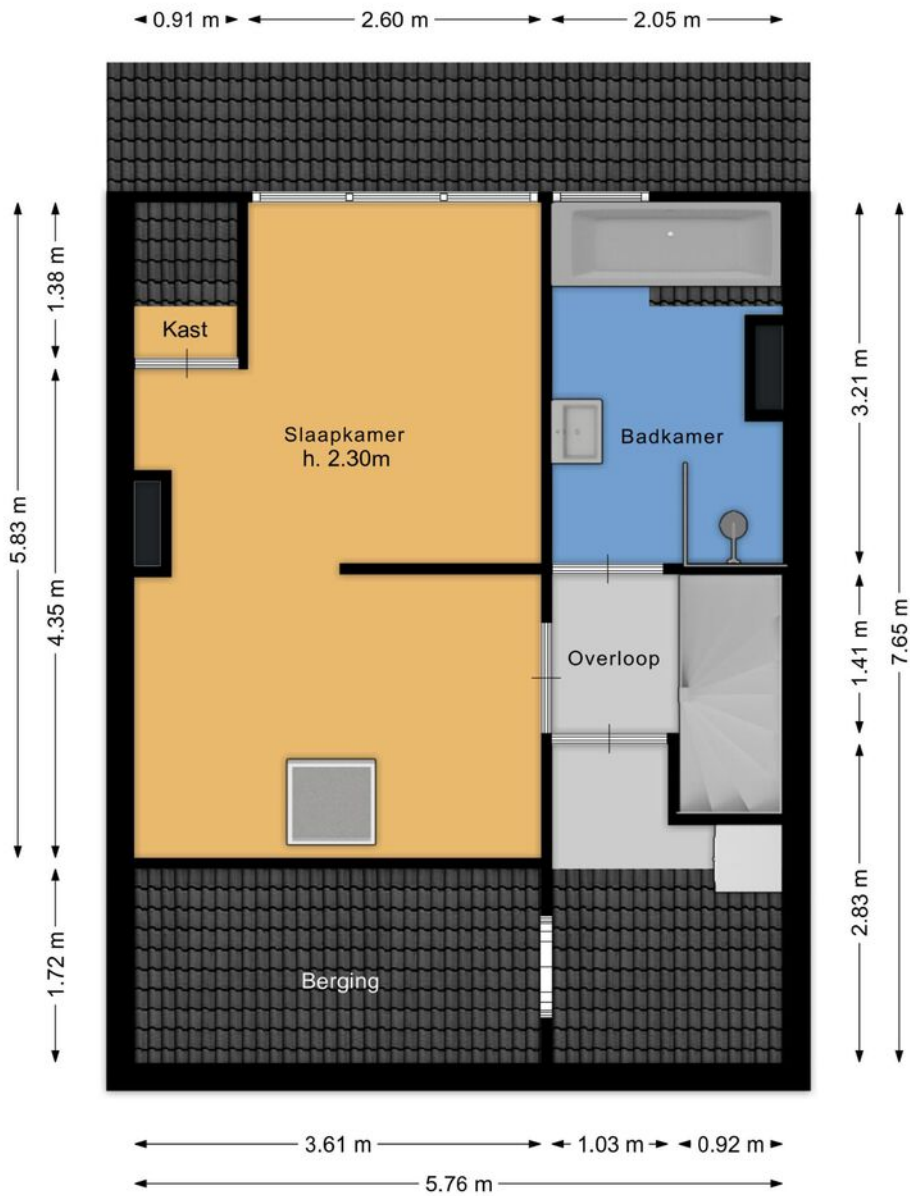 0.91 m
2.60 m
2.05 m
1.38 m
Kast
3.21 m
Slaapkamer
h. 2.30m
Badkamer
5.83 m
4.35 m
1.41 m
7.65 m
Overloop
2.83 m
1.72 m
Berging
3.61 m
1.03 m
0.92 m
5.76 m